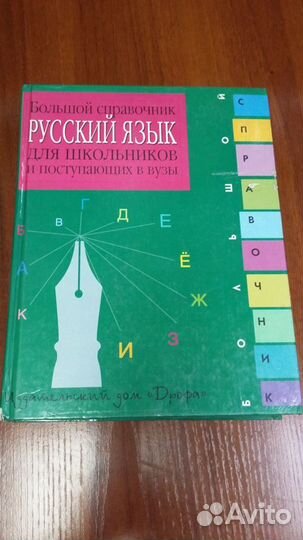 Большой справочник
РУССКИЙ ЯЗЫК
для школьников
и поступающих в вузы
Б
в
Г
Д
Е
Ё
Ж
З
И
К
А
БОЛЬШОЙ
СПРАВОЧНИК
Издательский дом «Дрофа»
Avito